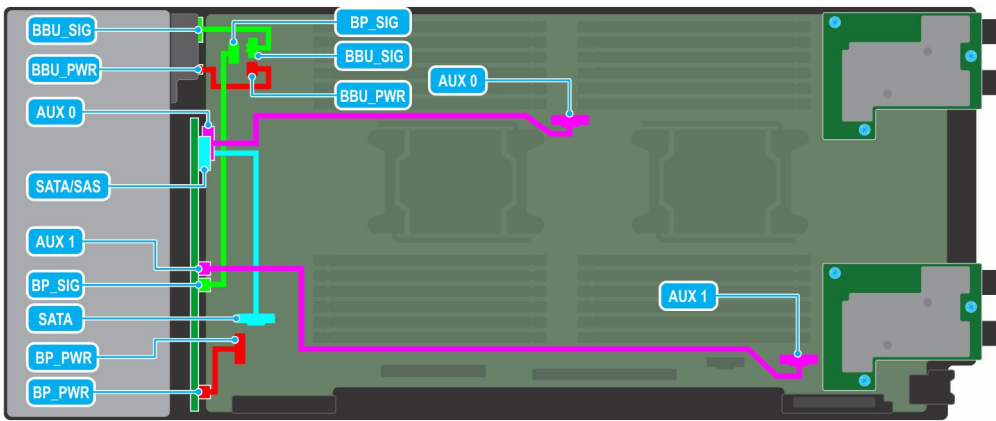 BBU_SIG
BP_SIG
BBU_SIG
BBU_PWR
AUX 0
BBU_PWR
AUX 0
SATA/SAS
AUX 1
BP_SIG
AUX 1
SATA
BP_PWR
BP_PWR